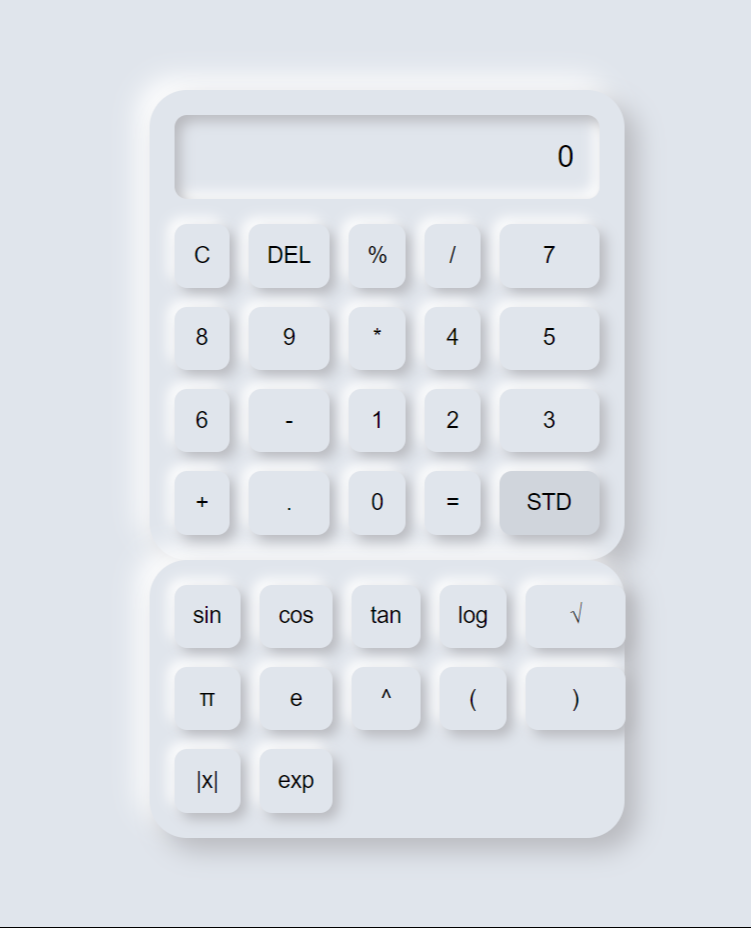 0
C DEL % / 7
8 9 * 4 5
6 - 1 2 3
+ . 0 = STD
sin cos tan log √
π e ^ ( )
|x| exp